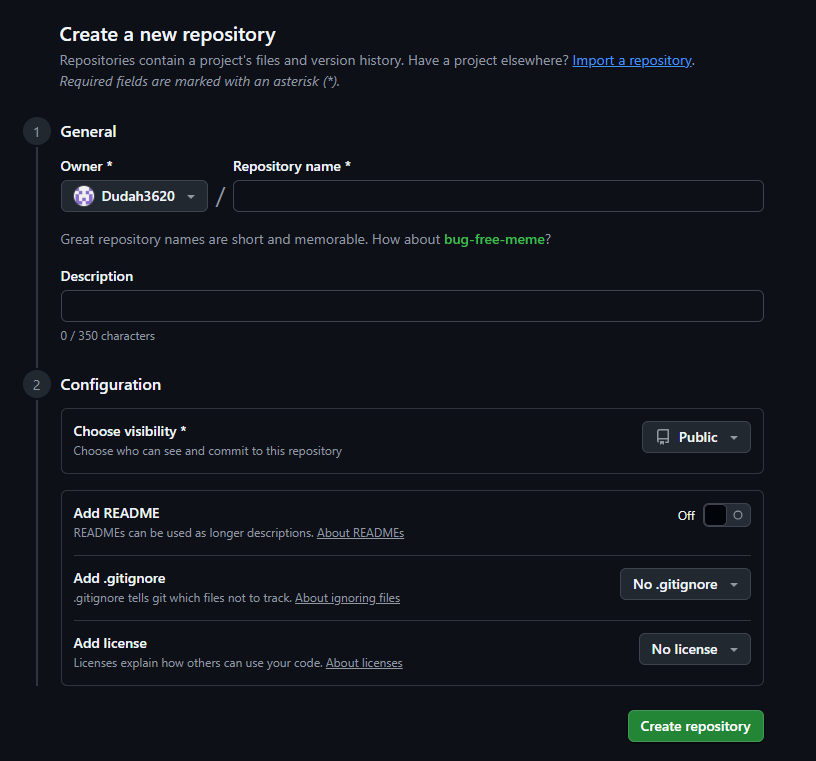 Create a new repository
Repositories contain a project's files and version history. Have a project elsewhere? Import a repository.
Required fields are marked with an asterisk (*).
1 General
Owner * Repository name *
Dudah3620 /
Great repository names are short and memorable. How about bug-free-meme?
Description
0 / 350 characters
2 Configuration
Choose visibility *
Choose who can see and commit to this repository
Public
Add README
READMEs can be used as longer descriptions. About READMEs
Off
Add .gitignore
.gitignore tells git which files not to track. About ignoring files
No .gitignore
Add license
Licenses explain how others can use your code. About licenses
No license
Create repository